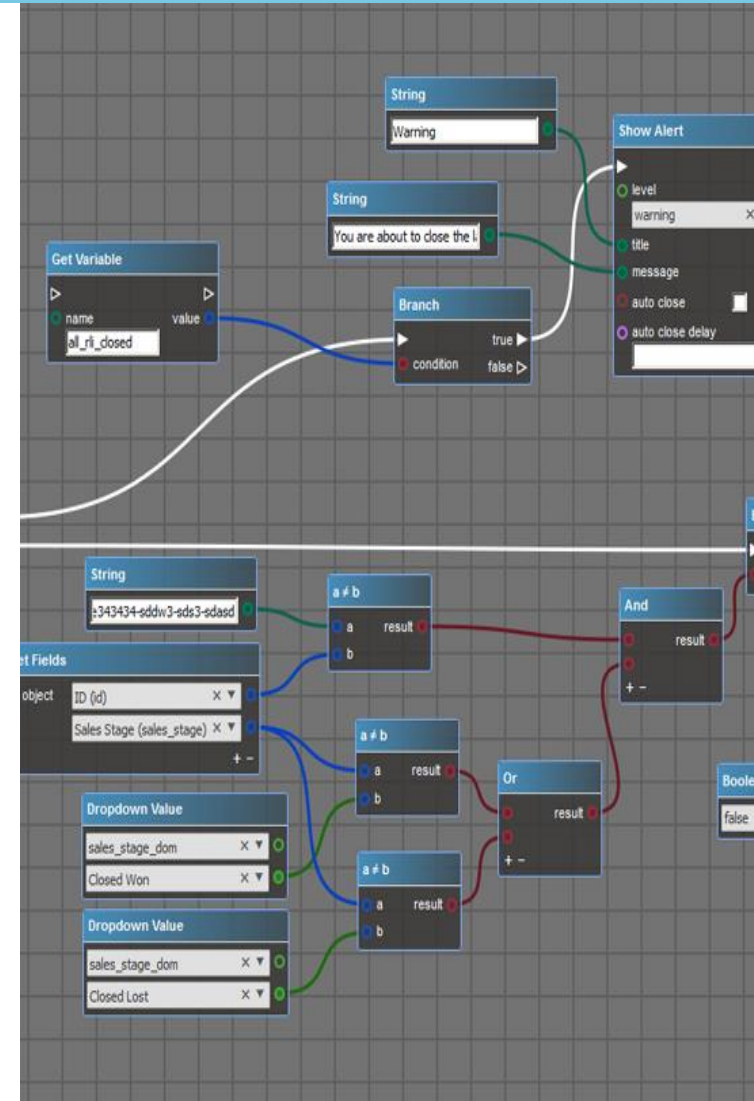 String
Warning
Show Alert
level
warning
title
message
auto close
auto close delay
String
You are about to close the
Get Variable
name value
all_rli_closed
Branch
true
condition false
String
343434-sddw3-sds3-sdasd
a ≠ b
a result
b
And
result
+ -
Fields
object ID (id) × ▼
Sales Stage (sales_stage) × ▼
+ -
a ≠ b
a result
b
Or
result
+ -
Dropdown Value
sales_stage_dom × ▼
Closed Won × ▼
a ≠ b
a result
b
Dropdown Value
sales_stage_dom × ▼
Closed Lost × ▼
false